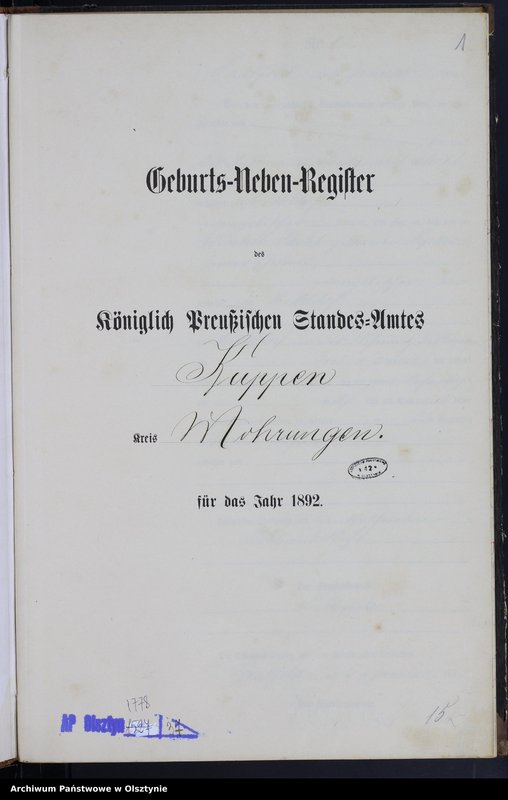 1
Geburts-Neben-Register
des
Königlich Preußischen Standes-Amtes
Kuppen
Kreis Mohrungen.
für das Jahr 1892.
1778
AP Olsztyn
15
Archiwum Państwowe w Olsztynie